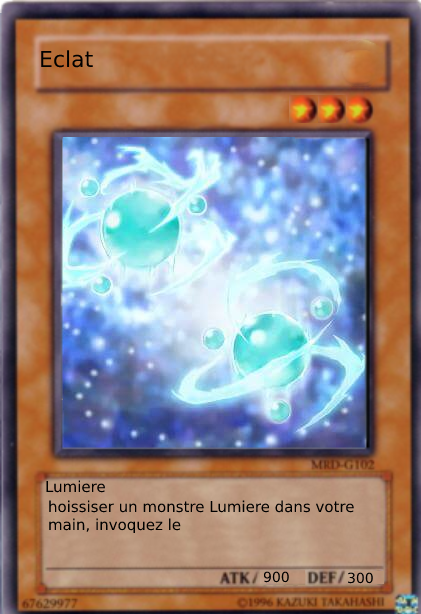 Eclat
MRD-G102
Lumiere
hoissiser un monstre Lumiere dans votre
main, invoquez le
ATK/ 900 DEF/ 300
67629977 ©1996 KAZUKI TAKAHASHI